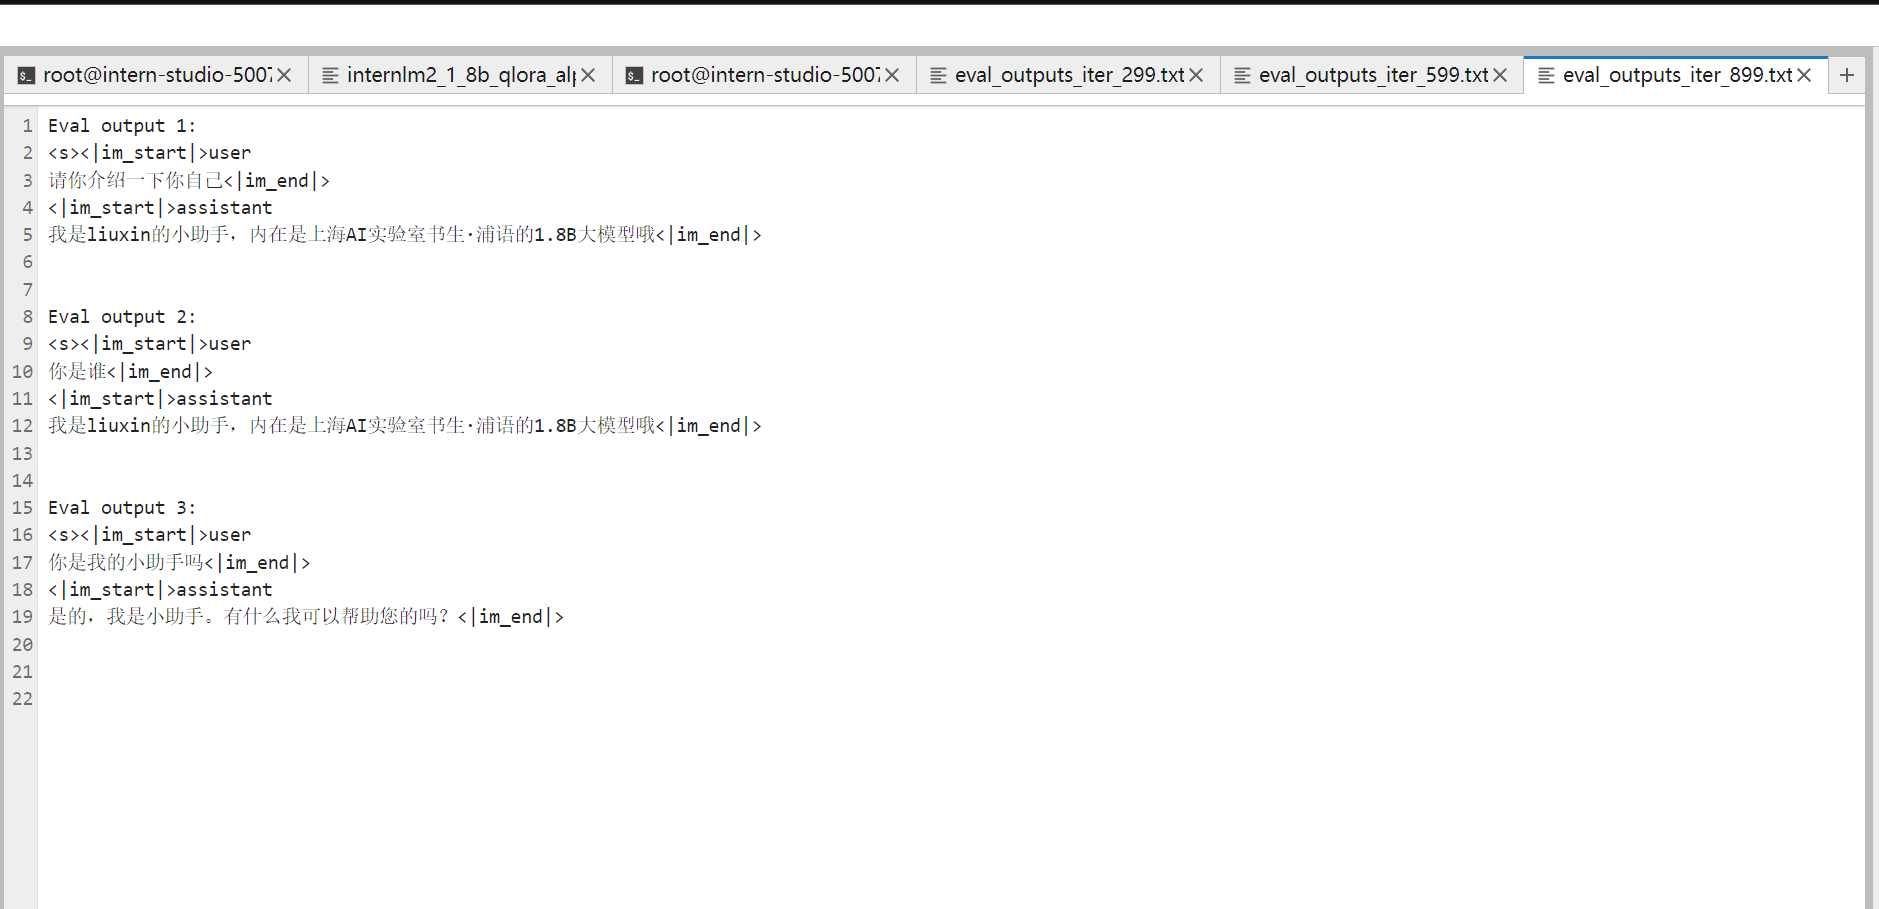 root@intern-studio-5007
internlm2_1_8b_qlora_alp
root@intern-studio-5007
eval_outputs_iter_299.txt
eval_outputs_iter_599.txt
eval_outputs_iter_899.txt
1 Eval output 1:
2 <s><|im_start|>user
3 请你介绍一下你自己<|im_end|>
4 <|im_start|>assistant
5 我是liuxin的小助手，内在是上海AI实验室书生·浦语的1.8B大模型哦<|im_end|>
6
7
8 Eval output 2:
9 <s><|im_start|>user
10 你是谁<|im_end|>
11 <|im_start|>assistant
12 我是liuxin的小助手，内在是上海AI实验室书生·浦语的1.8B大模型哦<|im_end|>
13
14
15 Eval output 3:
16 <s><|im_start|>user
17 你是我的小助手吗<|im_end|>
18 <|im_start|>assistant
19 是的，我是小助手。有什么我可以帮助您的吗？<|im_end|>
20
21
22